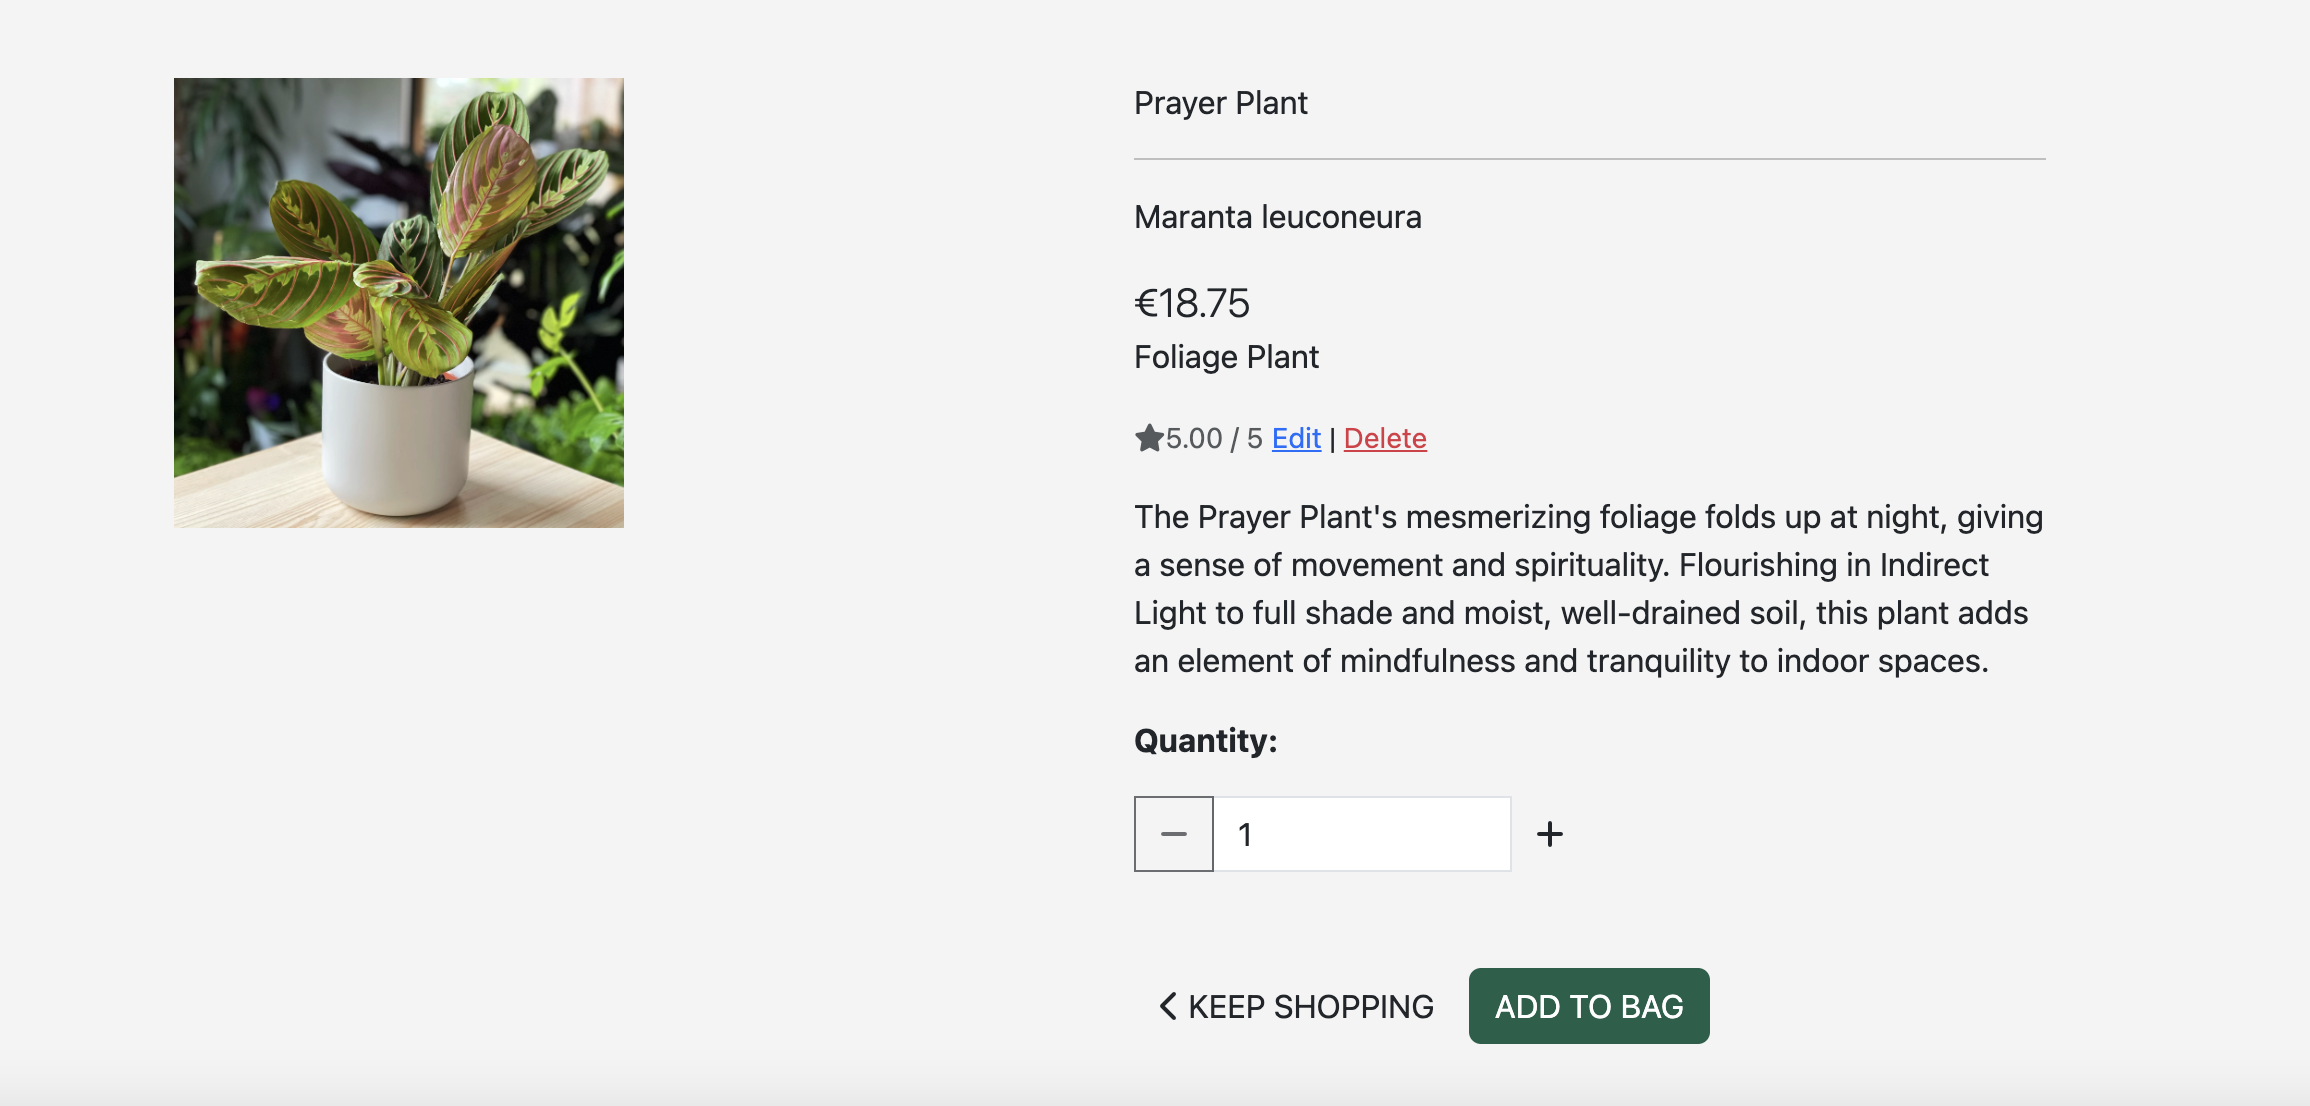 Prayer Plant
Maranta leuconeura
€18.75
Foliage Plant
5.00 / 5 Edit | Delete
The Prayer Plant's mesmerizing foliage folds up at night, giving
a sense of movement and spirituality. Flourishing in Indirect
Light to full shade and moist, well-drained soil, this plant adds
an element of mindfulness and tranquility to indoor spaces.
Quantity:
1
KEEP SHOPPING ADD TO BAG